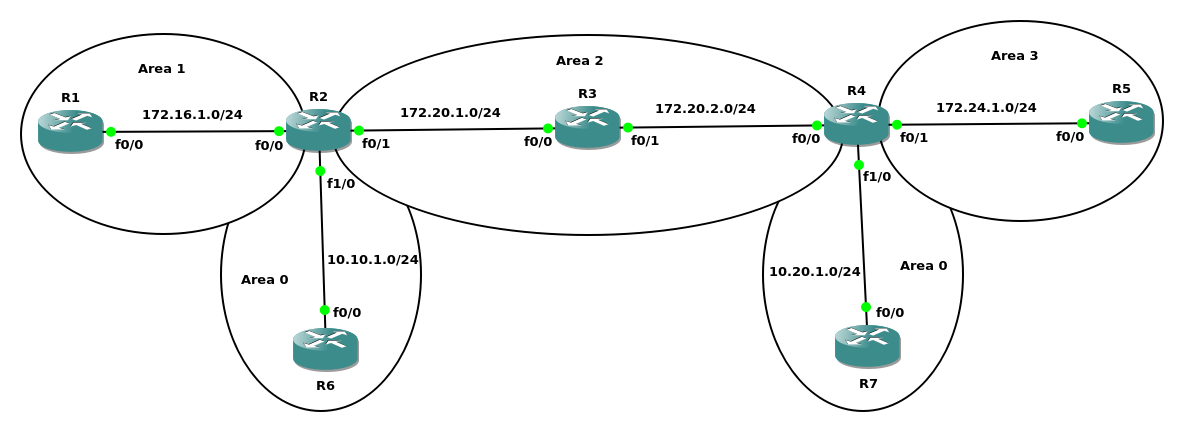 Area 1
Area 2
Area 3
R1
R2
R3
R4
R5
172.16.1.0/24
172.20.1.0/24
172.20.2.0/24
172.24.1.0/24
f0/0
f0/0
f0/1
f0/0
f0/1
f0/0
f0/1
f0/0
f1/0
f1/0
10.10.1.0/24
10.20.1.0/24
Area 0
Area 0
f0/0
f0/0
R6
R7